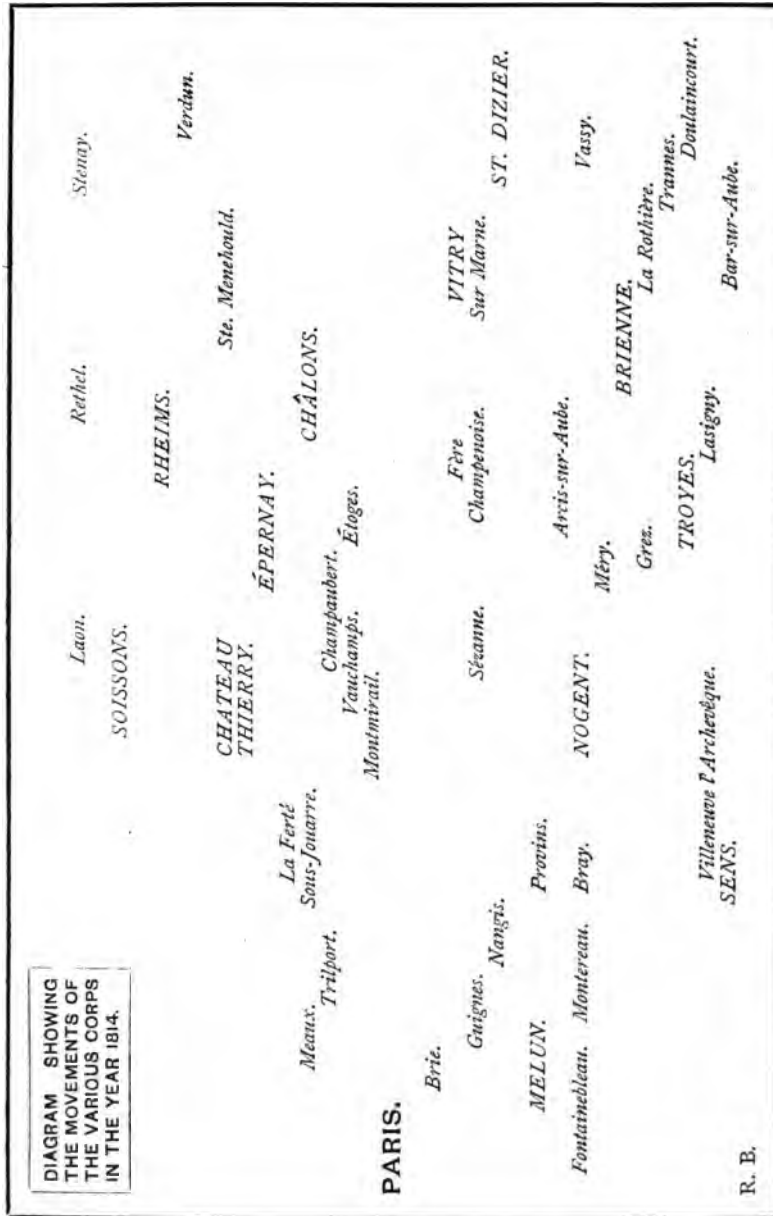 DIAGRAM SHOWING
THE MOVEMENTS OF
THE VARIOUS CORPS
IN THE YEAR 1814.
Laon.
Rethel.
Stenay.
SOISSONS.
RHEIMS.
Verdun.
CHATEAU
THIERRY.
Ste. Menehould.
ÉPERNAY.
La Ferté
Sous-Jouarre.
CHÂLONS.
Meaux.
Trilport.
Champaubert.
Vauchamps.
Étoges.
Montmirail.
PARIS.
Brie.
Fère
Champenoise.
VITRY
Sur Marne.
Guignes.
Nangis.
Sézanne.
ST. DIZIER.
MELUN.
Provins.
Arcis-sur-Aube.
Fontainebleau.
Montereau.
Bray.
NOGENT.
Méry.
Vassy.
BRIENNE.
Grez.
La Rothière.
Trannes.
TROYES.
Doulaincourt.
Villeneuve l'Archevêque.
SENS.
Lasigny.
Bar-sur-Aube.
R. B.